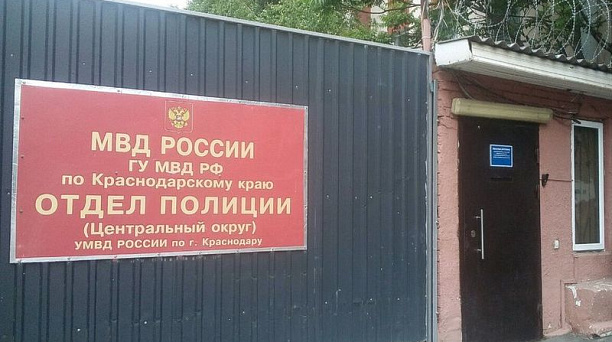 МВД РОССИИ
ГУ МВД РФ
по Краснодарскому краю
ОТДЕЛ ПОЛИЦИИ
(Центральный округ)
УМВД РОССИИ по г. Краснодару